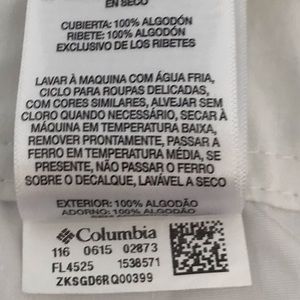 EN SECO
CUBIERTA: 100% ALGODÓN
RIBETE: 100% ALGODÓN
EXCLUSIVO DE LOS RIBETES
LAVAR À MAQUINA COM ÁGUA FRIA,
CICLO PARA ROUPAS DELICADAS,
COM CORES SIMILARES, ALVEJAR SEM
CLORO QUANDO NECESSÁRIO, SECAR À
MÁQUINA EM TEMPERATURA BAIXA,
REMOVER PRONTAMENTE, PASSAR A
FERRO EM TEMPERATURA MÉDIA, SE
PRESENTE, NÃO PASSAR O FERRO
SOBRE O DECALQUE, LAVÁVEL A SECO
EXTERIOR: 100% ALGODÃO
ADORNO: 100% ALGODÃO
Columbia
116 0615 02873
FL4525 1538571
ZKSGD6RQ00399